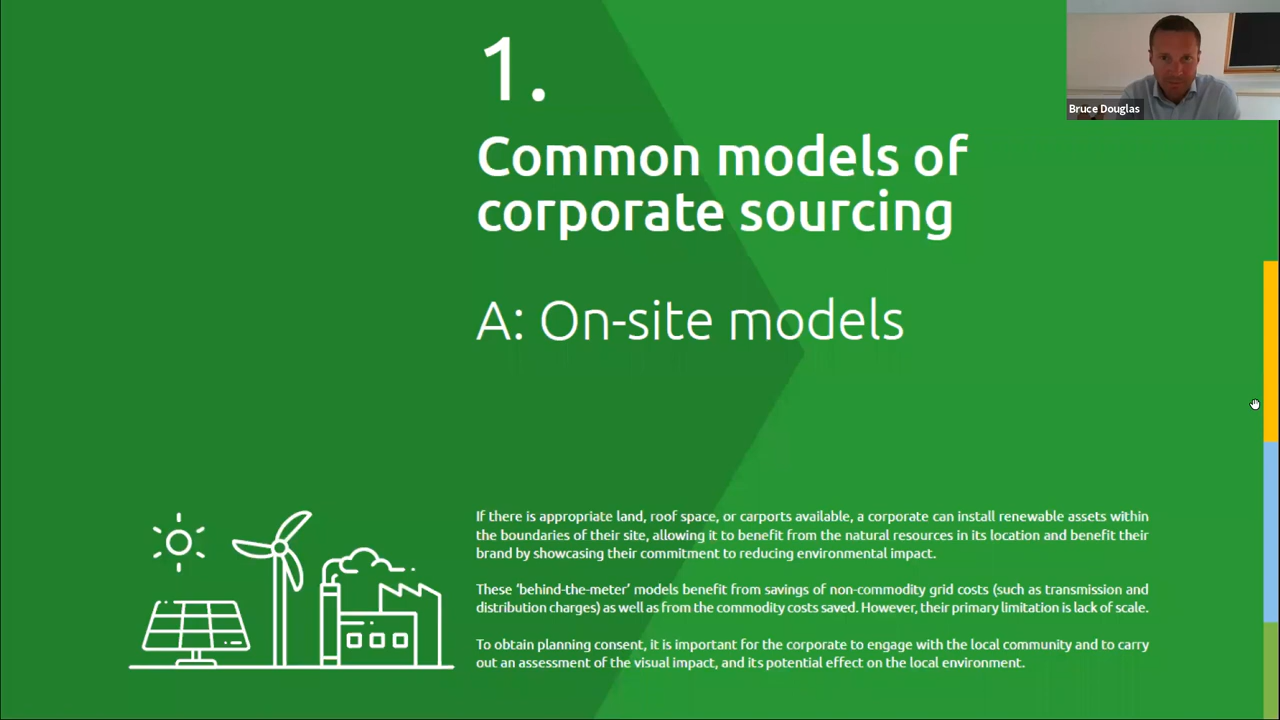 1.
Common models of
corporate sourcing
A: On-site models
If there is appropriate land, roof space, or carports available, a corporate can install renewable assets within
the boundaries of their site, allowing it to benefit from the natural resources in its location and benefit their
brand by showcasing their commitment to reducing environmental impact.
These ‘behind-the-meter’ models benefit from savings of non-commodity grid costs (such as transmission and
distribution charges) as well as from the commodity costs saved. However, their primary limitation is lack of scale.
To obtain planning consent, it is important for the corporate to engage with the local community and to carry
out an assessment of the visual impact, and its potential effect on the local environment.
Bruce Douglas